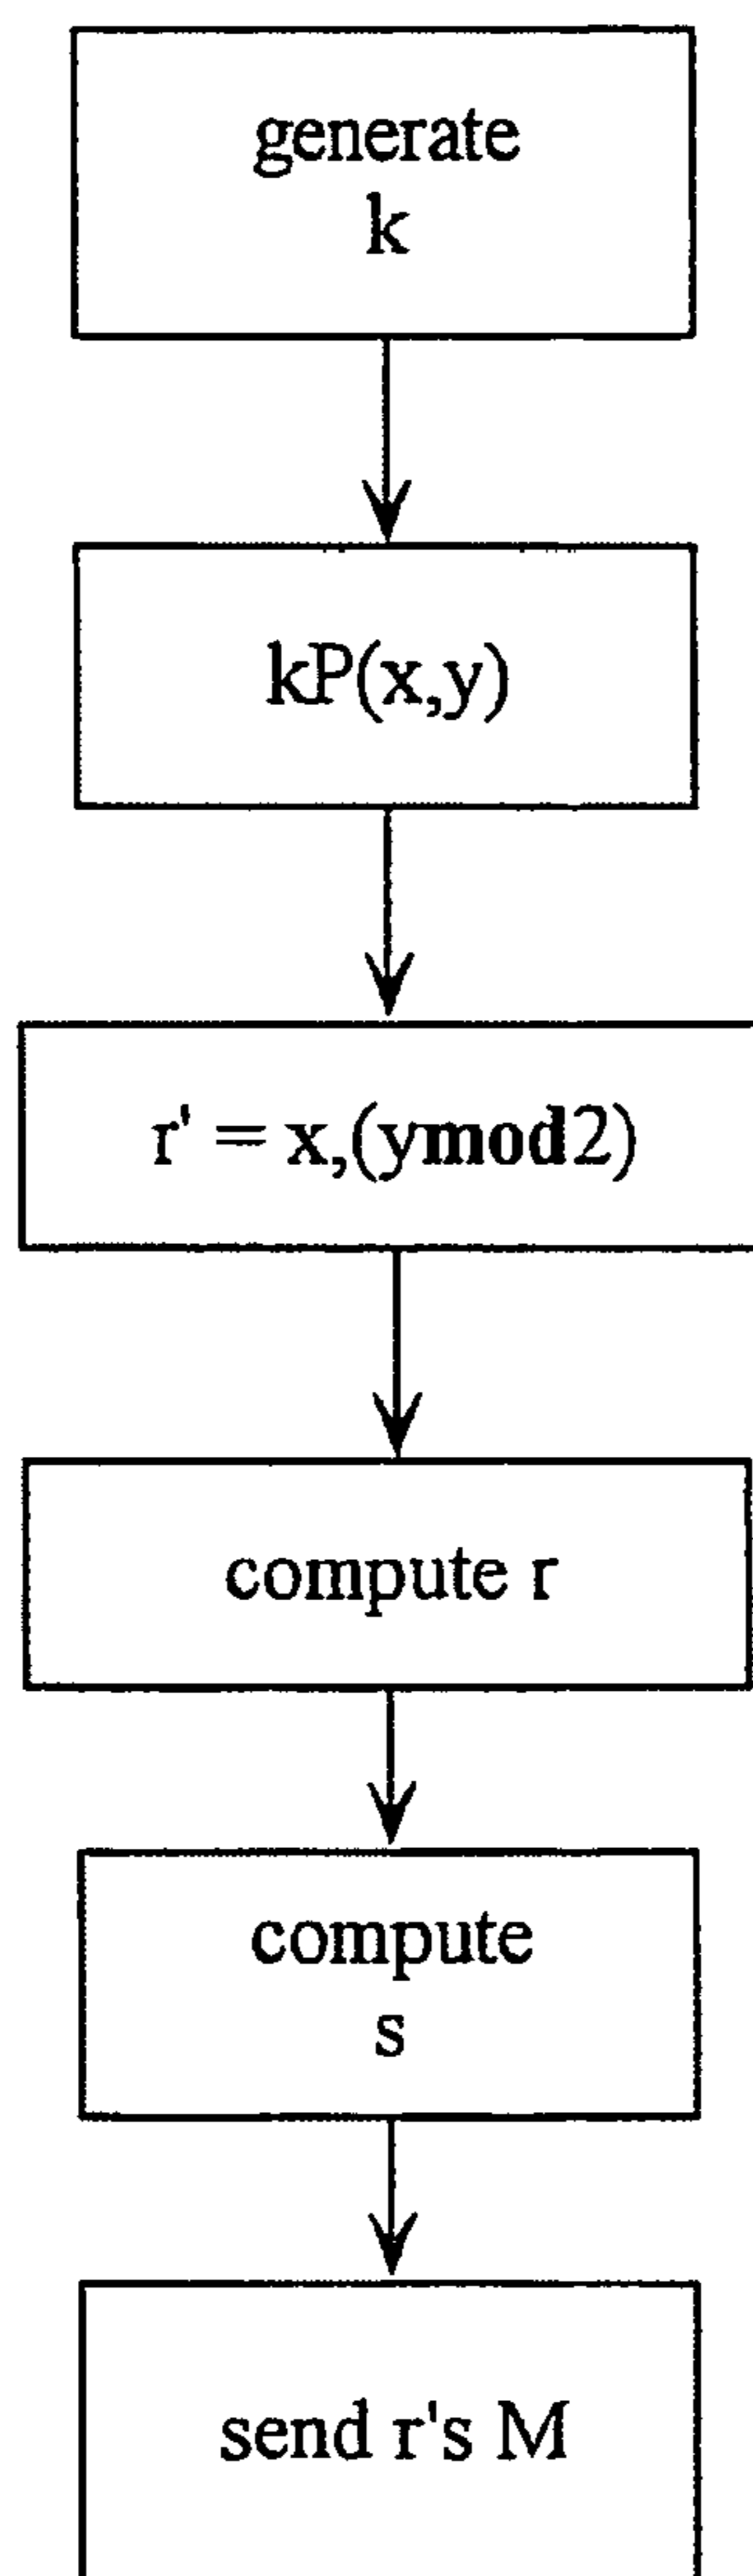 generate
k
kP(x,y)
r' = x,(ymod2)
compute r
compute
s
send r's M